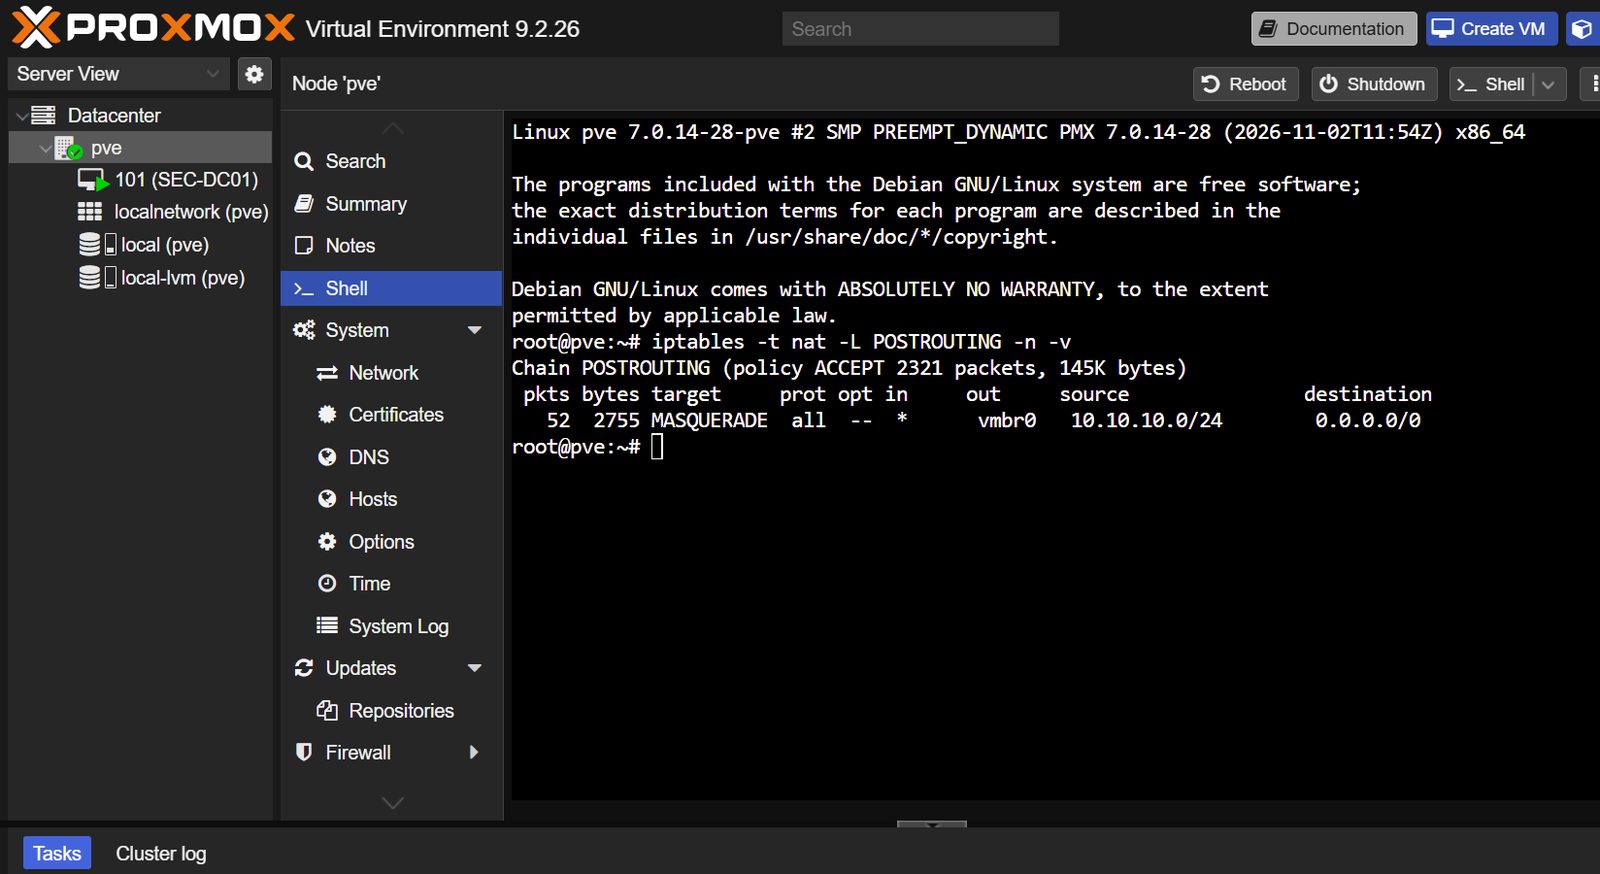 PROXMOX Virtual Environment 9.2.26
Search
Documentation
Create VM
Server View
Node 'pve'
Reboot
Shutdown
>_ Shell
Datacenter
pve
101 (SEC-DC01)
localnetwork (pve)
local (pve)
local-lvm (pve)
Search
Summary
Notes
>_ Shell
System
Network
Certificates
DNS
Hosts
Options
Time
System Log
Updates
Repositories
Firewall
Linux pve 7.0.14-28-pve #2 SMP PREEMPT_DYNAMIC PMX 7.0.14-28 (2026-11-02T11:54Z) x86_64
The programs included with the Debian GNU/Linux system are free software;
the exact distribution terms for each program are described in the
individual files in /usr/share/doc/*/copyright.
Debian GNU/Linux comes with ABSOLUTELY NO WARRANTY, to the extent
permitted by applicable law.
root@pve:~# iptables -t nat -L POSTROUTING -n -v
Chain POSTROUTING (policy ACCEPT 2321 packets, 145K bytes)
pkts bytes target prot opt in out source destination
52 2755 MASQUERADE all -- * vmbr0 10.10.10.0/24 0.0.0.0/0
root@pve:~#
Tasks
Cluster log